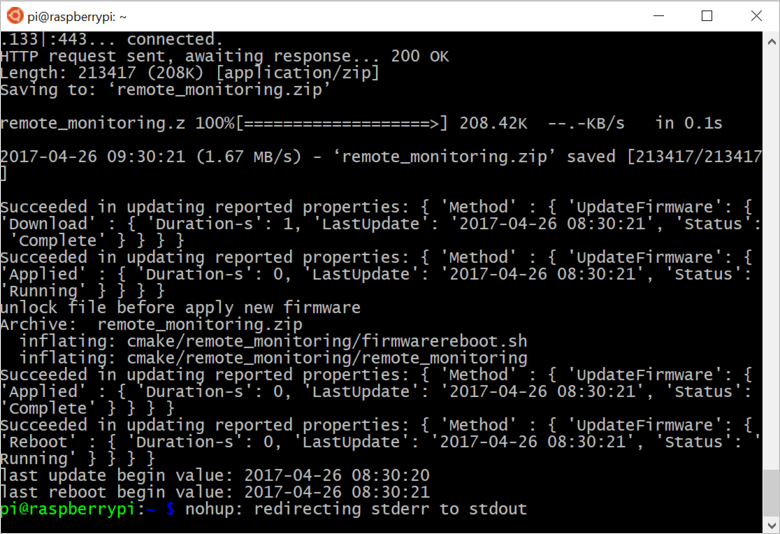 pi@raspberrypi: ~
.133|:443... connected.
HTTP request sent, awaiting response... 200 OK
Length: 213417 (208K) [application/zip]
Saving to: ‘remote_monitoring.zip’
remote_monitoring.z 100%[===================>] 208.42K  --.-KB/s   in 0.1s
2017-04-26 09:30:21 (1.67 MB/s) - ‘remote_monitoring.zip’ saved [213417/213417
]
Succeeded in updating reported properties: { 'Method' : { 'UpdateFirmware': {
'Download' : { 'Duration-s': 1, 'LastUpdate': '2017-04-26 08:30:21', 'Status':
'Complete' } } } }
Succeeded in updating reported properties: { 'Method' : { 'UpdateFirmware': {
'Applied' : { 'Duration-s': 0, 'LastUpdate': '2017-04-26 08:30:21', 'Status':
'Running' } } } }
unlock file before apply new firmware
Archive:  remote_monitoring.zip
  inflating: cmake/remote_monitoring/firmwarereboot.sh
  inflating: cmake/remote_monitoring/remote_monitoring
Succeeded in updating reported properties: { 'Method' : { 'UpdateFirmware': {
'Applied' : { 'Duration-s': 0, 'LastUpdate': '2017-04-26 08:30:21', 'Status':
'Complete' } } } }
Succeeded in updating reported properties: { 'Method' : { 'UpdateFirmware': {
'Reboot' : { 'Duration-s': 0, 'LastUpdate': '2017-04-26 08:30:21', 'Status': '
Running' } } } }
last update begin value: 2017-04-26 08:30:20
last reboot begin value: 2017-04-26 08:30:21
pi@raspberrypi:~ $ nohup: redirecting stderr to stdout